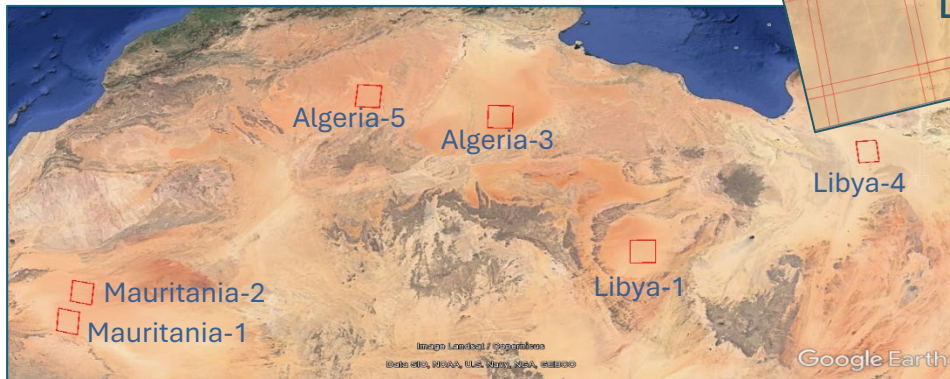 Algeria-5
Algeria-3
Libya-4
Libya-1
Mauritania-2
Mauritania-1
Image Landsat / Copernicus
Data SIO, NOAA, U.S. Navy, NGA, GEBCO
Google Earth